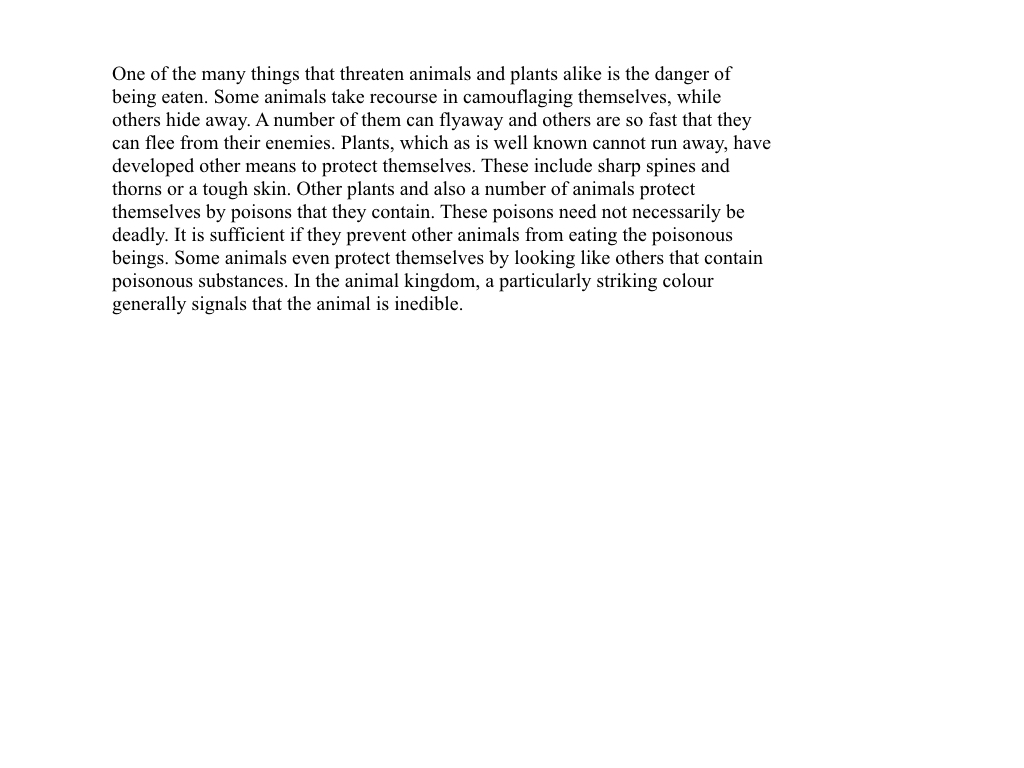 One of the many things that threaten animals and plants alike is the danger of
being eaten. Some animals take recourse in camouflaging themselves, while
others hide away. A number of them can flyaway and others are so fast that they
can flee from their enemies. Plants, which as is well known cannot run away, have
developed other means to protect themselves. These include sharp spines and
thorns or a tough skin. Other plants and also a number of animals protect
themselves by poisons that they contain. These poisons need not necessarily be
deadly. It is sufficient if they prevent other animals from eating the poisonous
beings. Some animals even protect themselves by looking like others that contain
poisonous substances. In the animal kingdom, a particularly striking colour
generally signals that the animal is inedible.